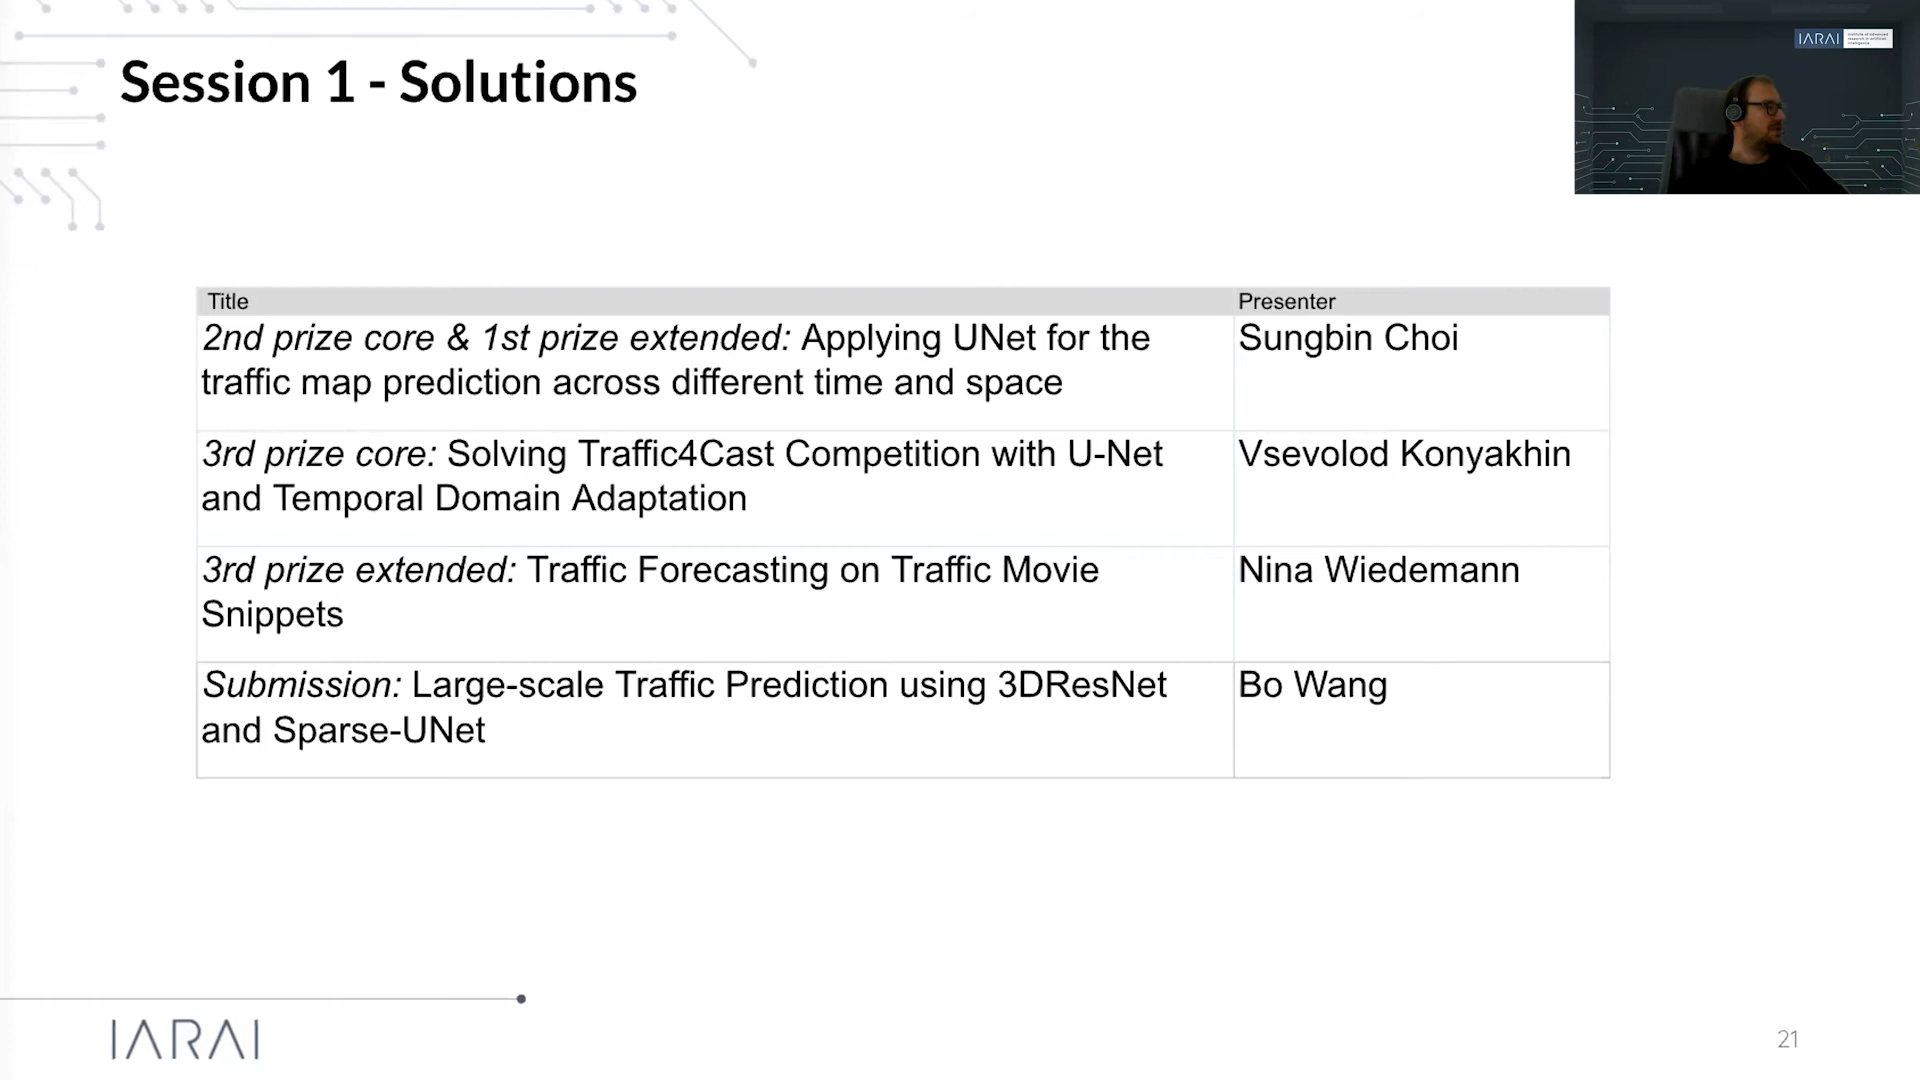 Session 1 - Solutions
IARAI
Title
Presenter
2nd prize core & 1st prize extended: Applying UNet for the
traffic map prediction across different time and space
Sungbin Choi
3rd prize core: Solving Traffic4Cast Competition with U-Net
and Temporal Domain Adaptation
Vsevolod Konyakhin
3rd prize extended: Traffic Forecasting on Traffic Movie
Snippets
Nina Wiedemann
Submission: Large-scale Traffic Prediction using 3DResNet
and Sparse-UNet
Bo Wang
IARAI
21